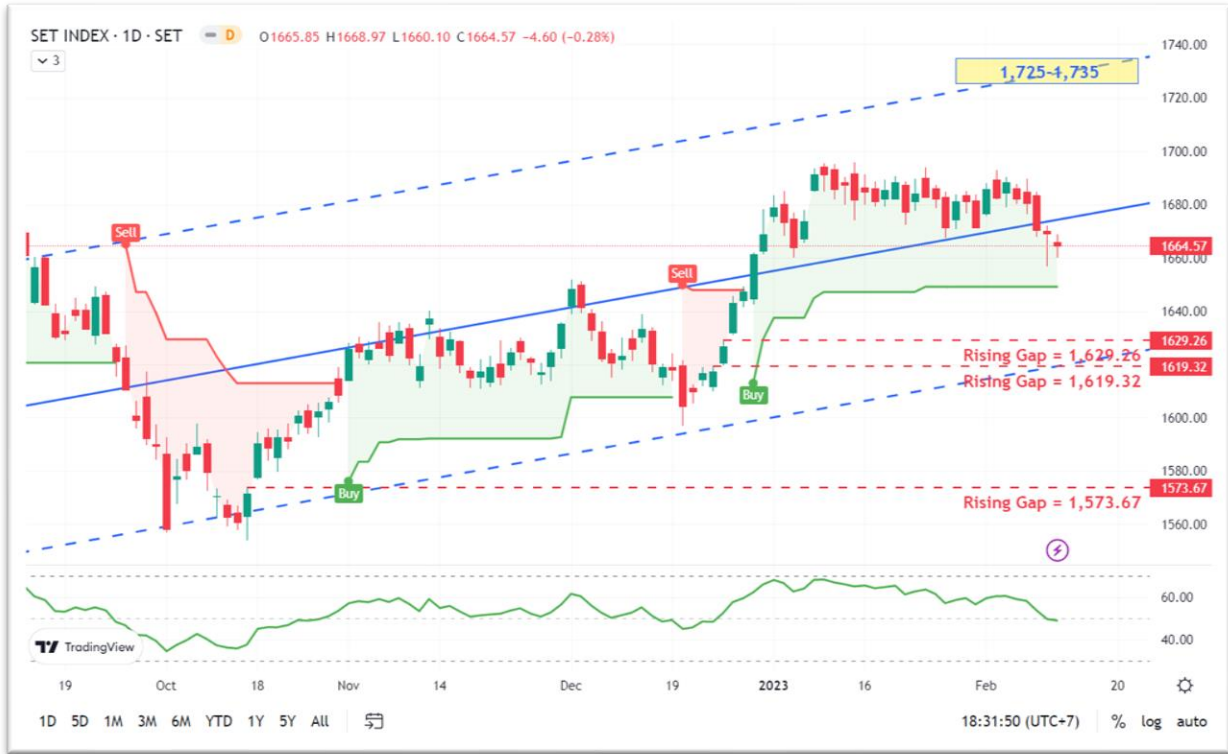 SET INDEX · 1D · SET D O1665.85 H1668.97 L1660.10 C1664.57 −4.60 (−0.28%)
3
1740.00
1,725-1,735
1720.00
1700.00
Sell
1680.00
Sell
1664.57
1660.00
1640.00
1629.26
Rising Gap = 1,629.26
1619.32
Rising Gap = 1,619.32
Buy
1600.00
1580.00
Buy
1573.67
Rising Gap = 1,573.67
1560.00
60.00
40.00
TradingView
19 Oct 18 Nov 14 Dec 19 2023 16 Feb 20
1D 5D 1M 3M 6M YTD 1Y 5Y All 18:31:50 (UTC+7) % log auto